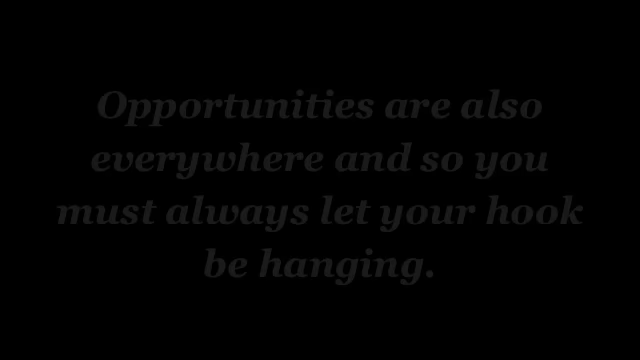 Opportunities are also
everywhere and so you
must always let your hook
be hanging.